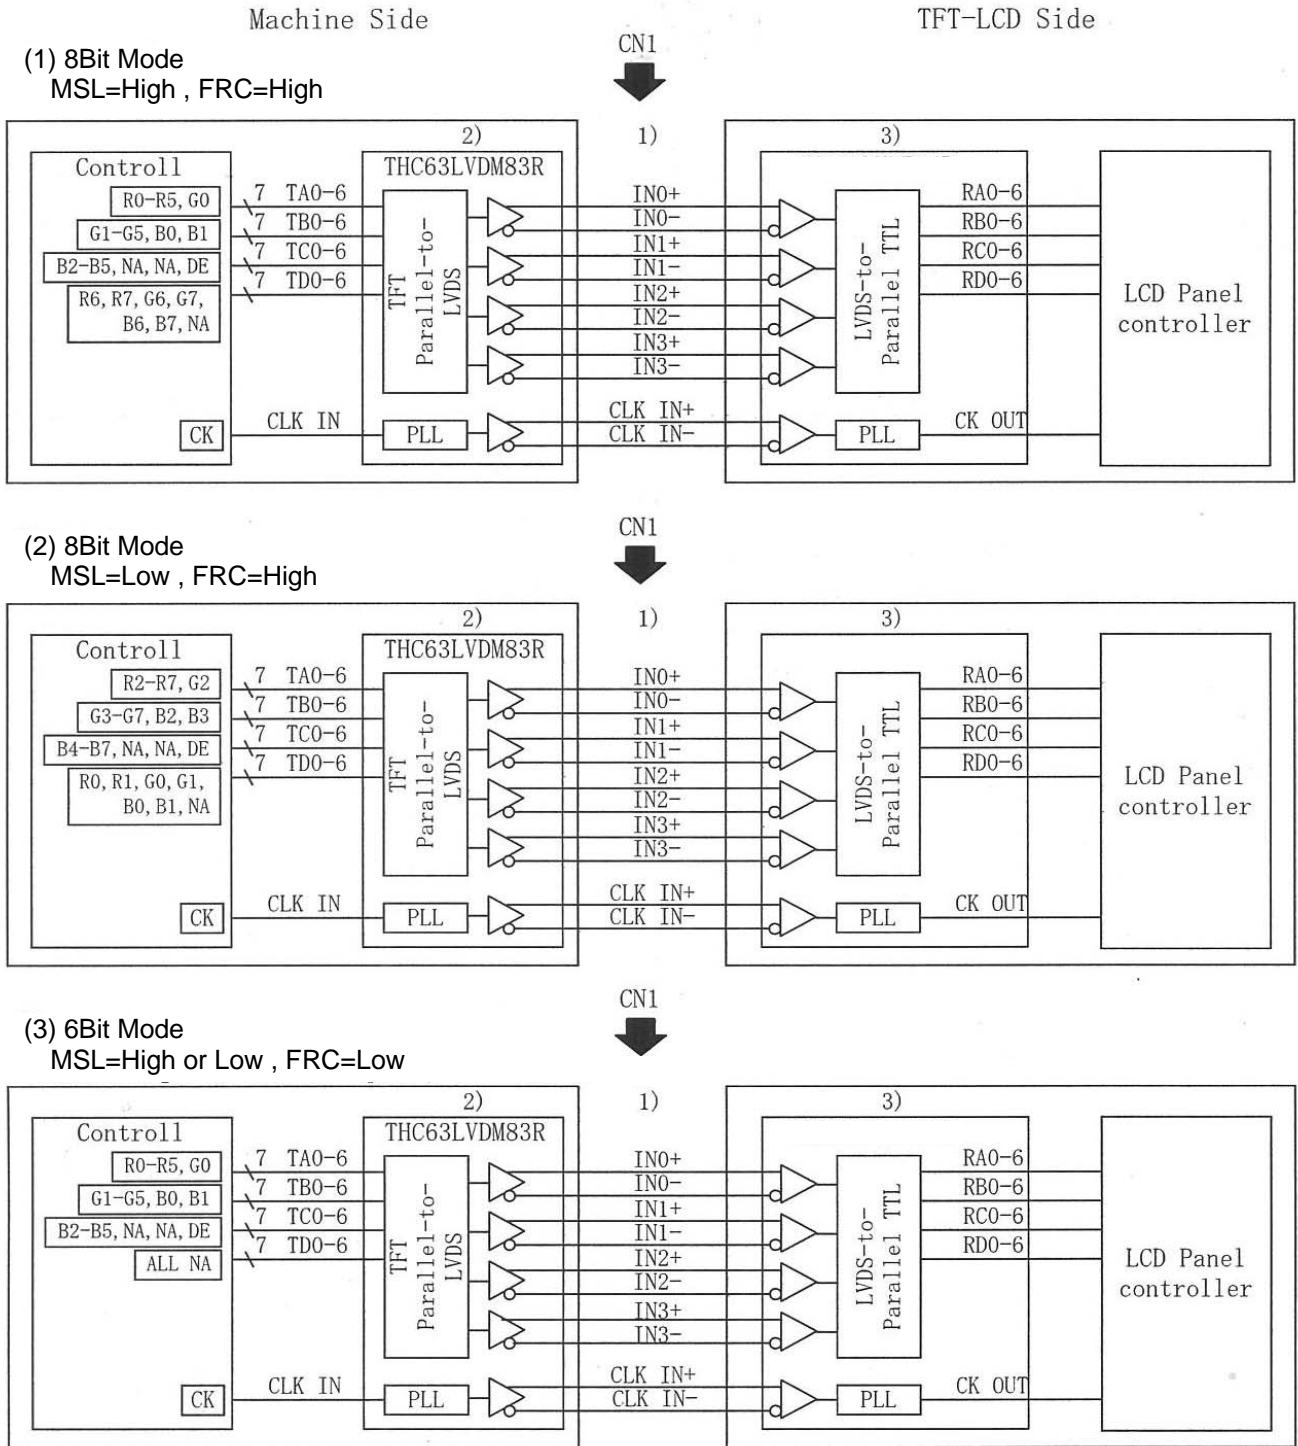 Machine Side
TFT-LCD Side
(1) 8Bit Mode
MSL=High , FRC=High
CN1
2)
1)
3)
Controll
THC63LVDM83R
R0-R5, G0
7 TA0-6
IN0+
RA0-6
G1-G5, B0, B1
7 TB0-6
IN0-
RB0-6
B2-B5, NA, NA, DE
7 TC0-6
IN1+
RC0-6
R6, R7, G6, G7,
B6, B7, NA
7 TD0-6
IN1-
RD0-6
TFT
Parallel-to-
LVDS
IN2+
IN2-
IN3+
IN3-
LVDS-to-
Parallel TTL
LCD Panel
controller
CK
CLK IN
PLL
CLK IN+
CLK IN-
PLL
CK OUT
(2) 8Bit Mode
MSL=Low , FRC=High
CN1
2)
1)
3)
Controll
THC63LVDM83R
R2-R7, G2
7 TA0-6
IN0+
RA0-6
G3-G7, B2, B3
7 TB0-6
IN0-
RB0-6
B4-B7, NA, NA, DE
7 TC0-6
IN1+
RC0-6
R0, R1, G0, G1,
B0, B1, NA
7 TD0-6
IN1-
RD0-6
TFT
Parallel-to-
LVDS
IN2+
IN2-
IN3+
IN3-
LVDS-to-
Parallel TTL
LCD Panel
controller
CK
CLK IN
PLL
CLK IN+
CLK IN-
PLL
CK OUT
(3) 6Bit Mode
MSL=High or Low , FRC=Low
CN1
2)
1)
3)
Controll
THC63LVDM83R
R0-R5, G0
7 TA0-6
IN0+
RA0-6
G1-G5, B0, B1
7 TB0-6
IN0-
RB0-6
B2-B5, NA, NA, DE
7 TC0-6
IN1+
RC0-6
ALL NA
7 TD0-6
IN1-
RD0-6
TFT
Parallel-to-
LVDS
IN2+
IN2-
IN3+
IN3-
LVDS-to-
Parallel TTL
LCD Panel
controller
CK
CLK IN
PLL
CLK IN+
CLK IN-
PLL
CK OUT